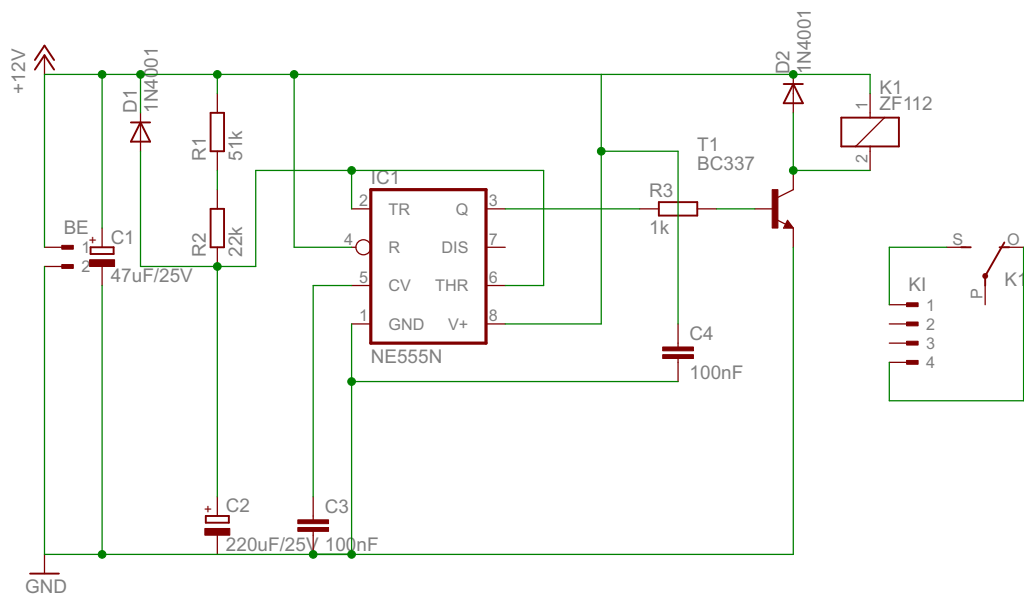 +12V
D1
1N4001
D2
1N4001
K1
ZF112
1
2
R1
51k
T1
BC337
IC1
R3
1k
2
TR
Q
3
4
R
DIS
7
5
CV
THR
6
1
GND
V+
8
NE555N
R2
22k
BE
1
2
+
C1
47uF/25V
S
O
P
K1
KI
1
2
3
4
C4
100nF
+
C2
220uF/25V
C3
100nF
GND